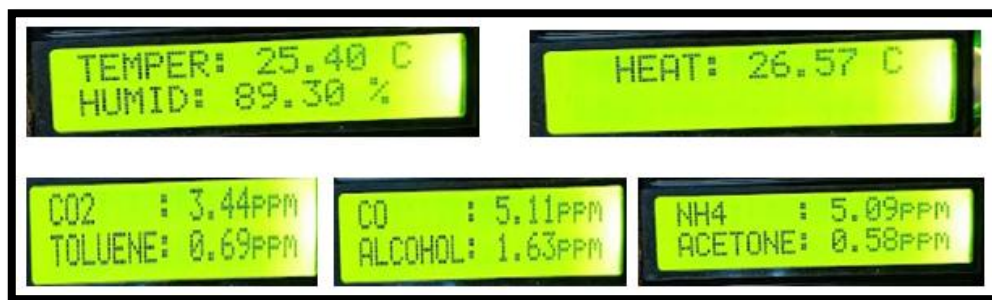 TEMPER: 25.40 C
HUMID: 89.30 %
HEAT: 26.57 C
CO2 : 3.44PPM
TOLUENE: 0.69PPM
CO : 5.11PPM
ALCOHOL: 1.63PPM
NH4 : 5.09PPM
ACETONE: 0.58PPM